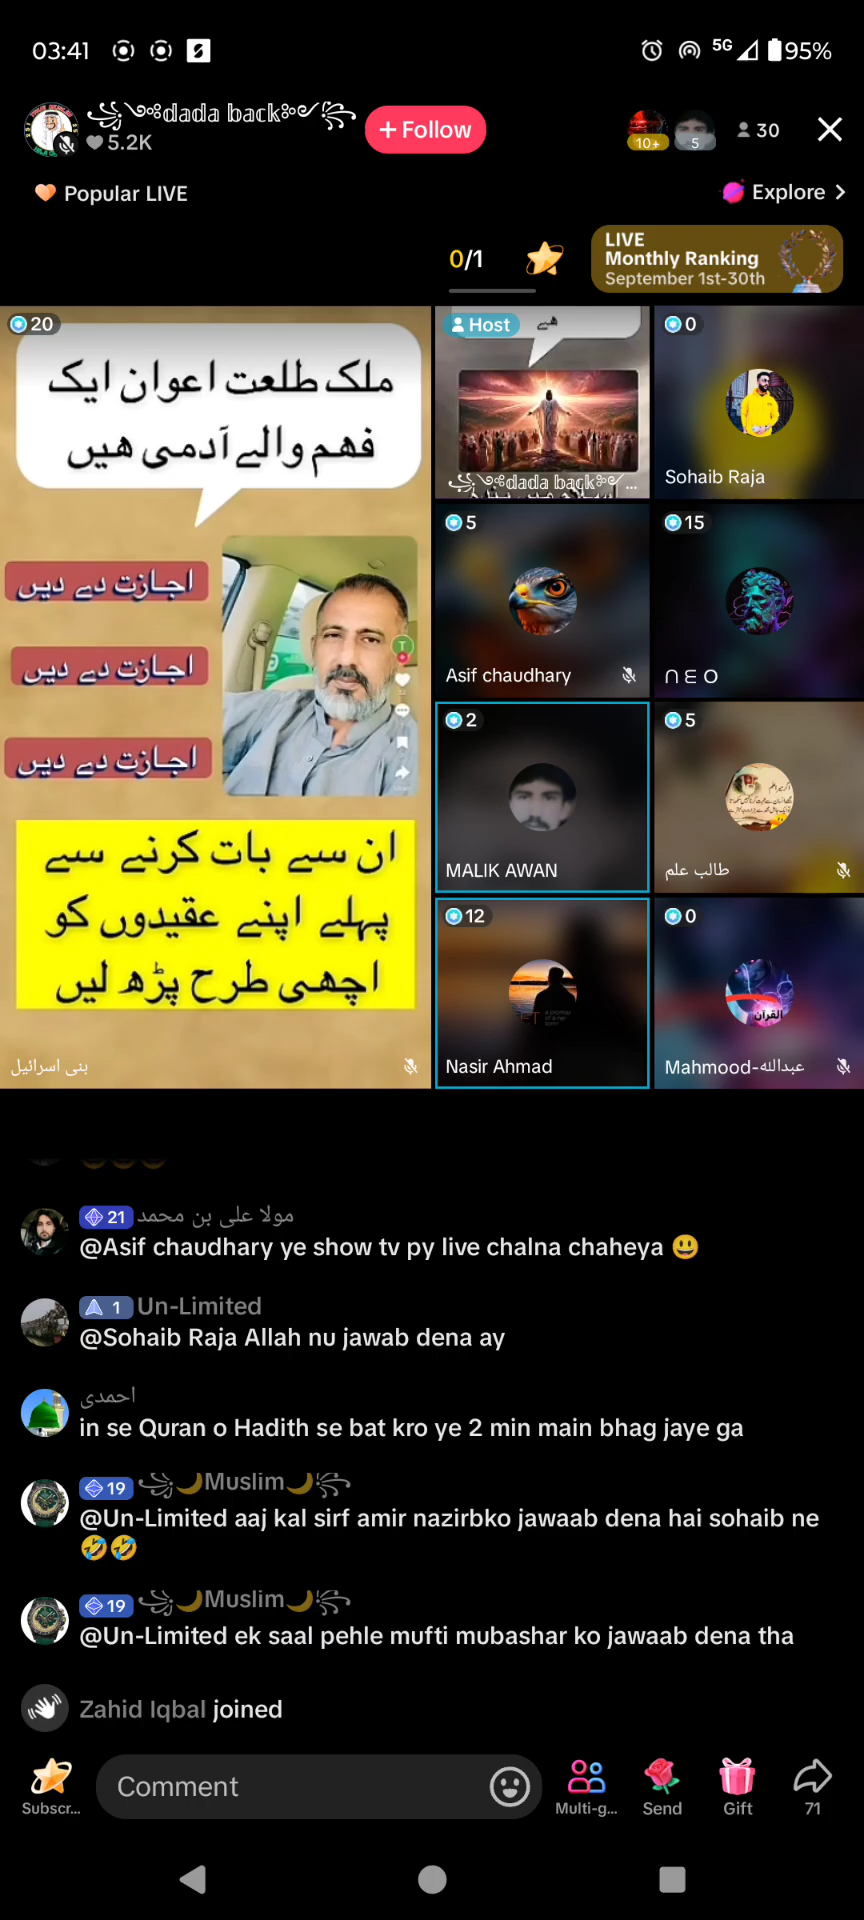 03:41
5G
95%
dada back
5.2K
+ Follow
10+
5
30
Popular LIVE
Explore
0/1
LIVE
Monthly Ranking
September 1st-30th
20
ملک طلعت اعوان ایک
فھم والے آدمی ھیں
اجازت دے دیں
اجازت دے دیں
اجازت دے دیں
ان سے بات کرنے سے
پہلے اپنے عقیدوں کو
اچھی طرح پڑھ لیں
بنی اسرائیل
Host
ھے
dada back...
0
Sohaib Raja
5
Asif chaudhary
15
ᑎ E O
2
MALIK AWAN
5
طالب علم
12
Nasir Ahmad
0
القرآن
Mahmood-عبدالله
21 مولا علی بن محمد
@Asif chaudhary ye show tv py live chalna chaheya 😃
1 Un-Limited
@Sohaib Raja Allah nu jawab dena ay
احمدی
in se Quran o Hadith se bat kro ye 2 min main bhag jaye ga
19 🌙Muslim🌙
@Un-Limited aaj kal sirf amir nazirbko jawaab dena hai sohaib ne
🤣🤣
19 🌙Muslim🌙
@Un-Limited ek saal pehle mufti mubashar ko jawaab dena tha
Zahid Iqbal joined
Subscr...
Comment
Multi-g...
Send
Gift
71